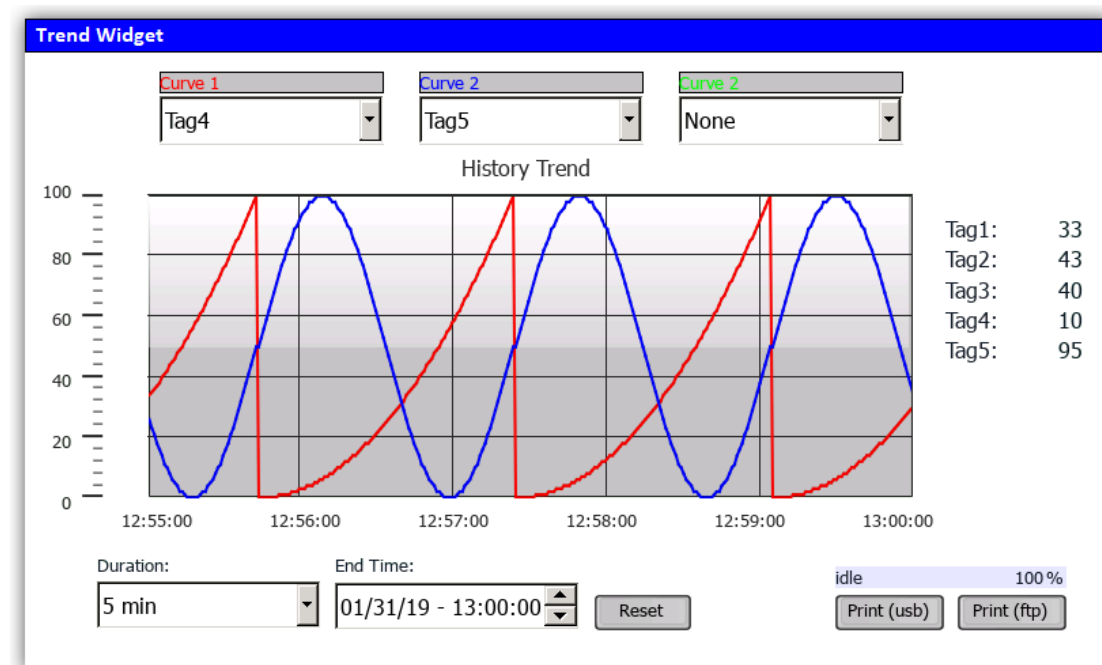 Trend Widget
Curve 1 Curve 2 Curve 2
Tag4 Tag5 None
History Trend
100
80
60
40
20
0
12:55:00 12:56:00 12:57:00 12:58:00 12:59:00 13:00:00
Tag1: 33
Tag2: 43
Tag3: 40
Tag4: 10
Tag5: 95
Duration: End Time:
5 min 01/31/19 - 13:00:00 Reset
idle 100 %
Print (usb) Print (ftp)